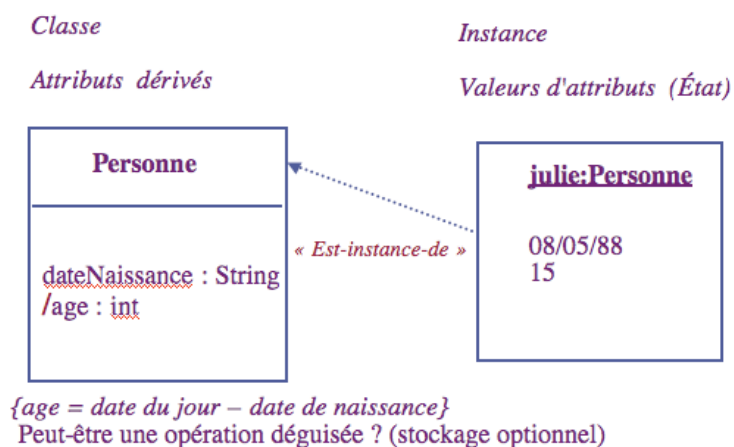 Classe
Instance
Attributs dérivés
Valeurs d'attributs (État)
Personne
julie:Personne
« Est-instance-de »
08/05/88
15
dateNaissance : String
/age : int
{age = date du jour – date de naissance}
Peut-être une opération déguisée ? (stockage optionnel)